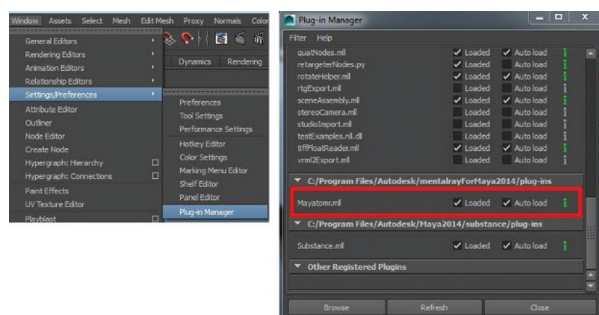 Window Assets Select Mesh Edit Mesh Proxy Normals Color
General Editors
Rendering Editors
Animation Editors
Relationship Editors
Settings/Preferences
Attribute Editor
Outliner
Node Editor
Create Node
Hypergraph: Hierarchy
Hypergraph: Connections
Paint Effects
UV Texture Editor
Playblast
Dynamics Rendering
Preferences
Tool Settings
Performance Settings
Hotkey Editor
Color Settings
Marking Menu Editor
Shelf Editor
Panel Editor
Plug-in Manager
Plug-in Manager
Filter Help
quatNodes.mll Loaded Auto load i
retargeterNodes.py Loaded Auto load i
rotateHelper.mll Loaded Auto load i
rtgExport.mll Loaded Auto load i
sceneAssembly.mll Loaded Auto load i
stereoCamera.mll Loaded Auto load i
studioImport.mll Loaded Auto load i
testExamples.nll.dll Loaded Auto load i
tiffFloatReader.mll Loaded Auto load i
vrml2Export.mll Loaded Auto load i
C:/Program Files/Autodesk/mentalrayForMaya2014/plug-ins
Mayatomr.mll Loaded Auto load i
C:/Program Files/Autodesk/Maya2014/substance/plug-ins
Substance.mll Loaded Auto load i
Other Registered Plugins
Browse Refresh Close